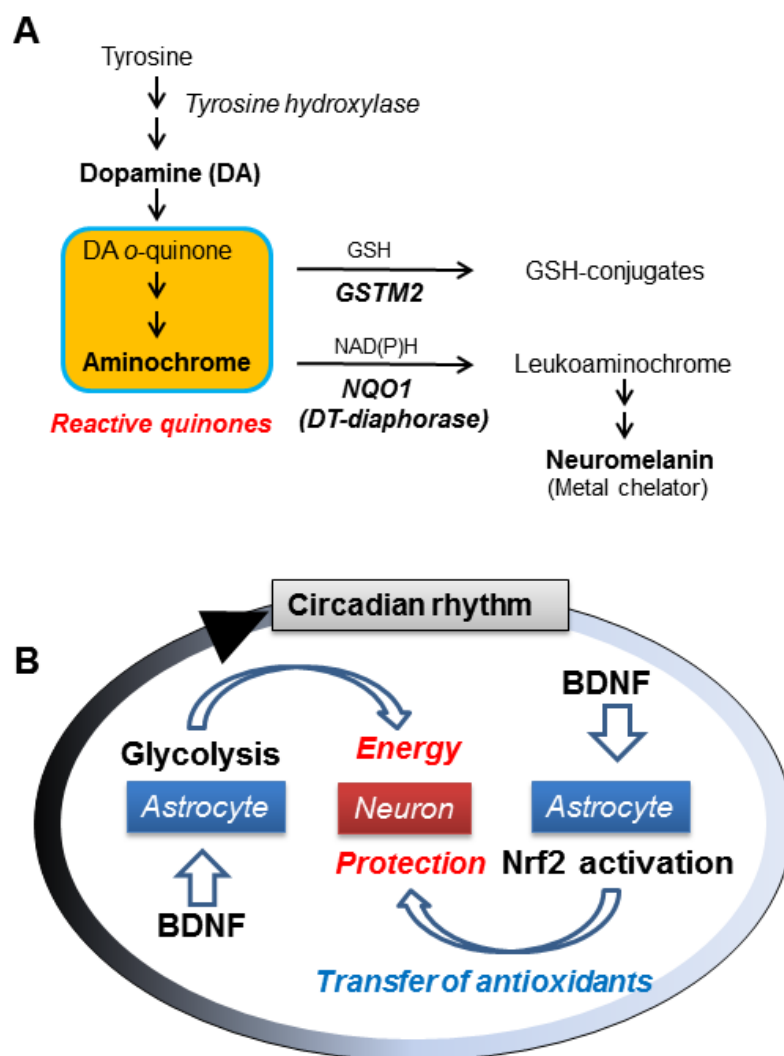 A
Tyrosine
Tyrosine hydroxylase
Dopamine (DA)
DA o-quinone
Aminochrome
Reactive quinones
GSH
GSTM2
GSH-conjugates
NAD(P)H
NQO1
(DT-diaphorase)
Leukoaminochrome
Neuromelanin
(Metal chelator)
Circadian rhythm
B
BDNF
Glycolysis
Energy
Astrocyte
Neuron
Astrocyte
Protection
Nrf2 activation
BDNF
Transfer of antioxidants